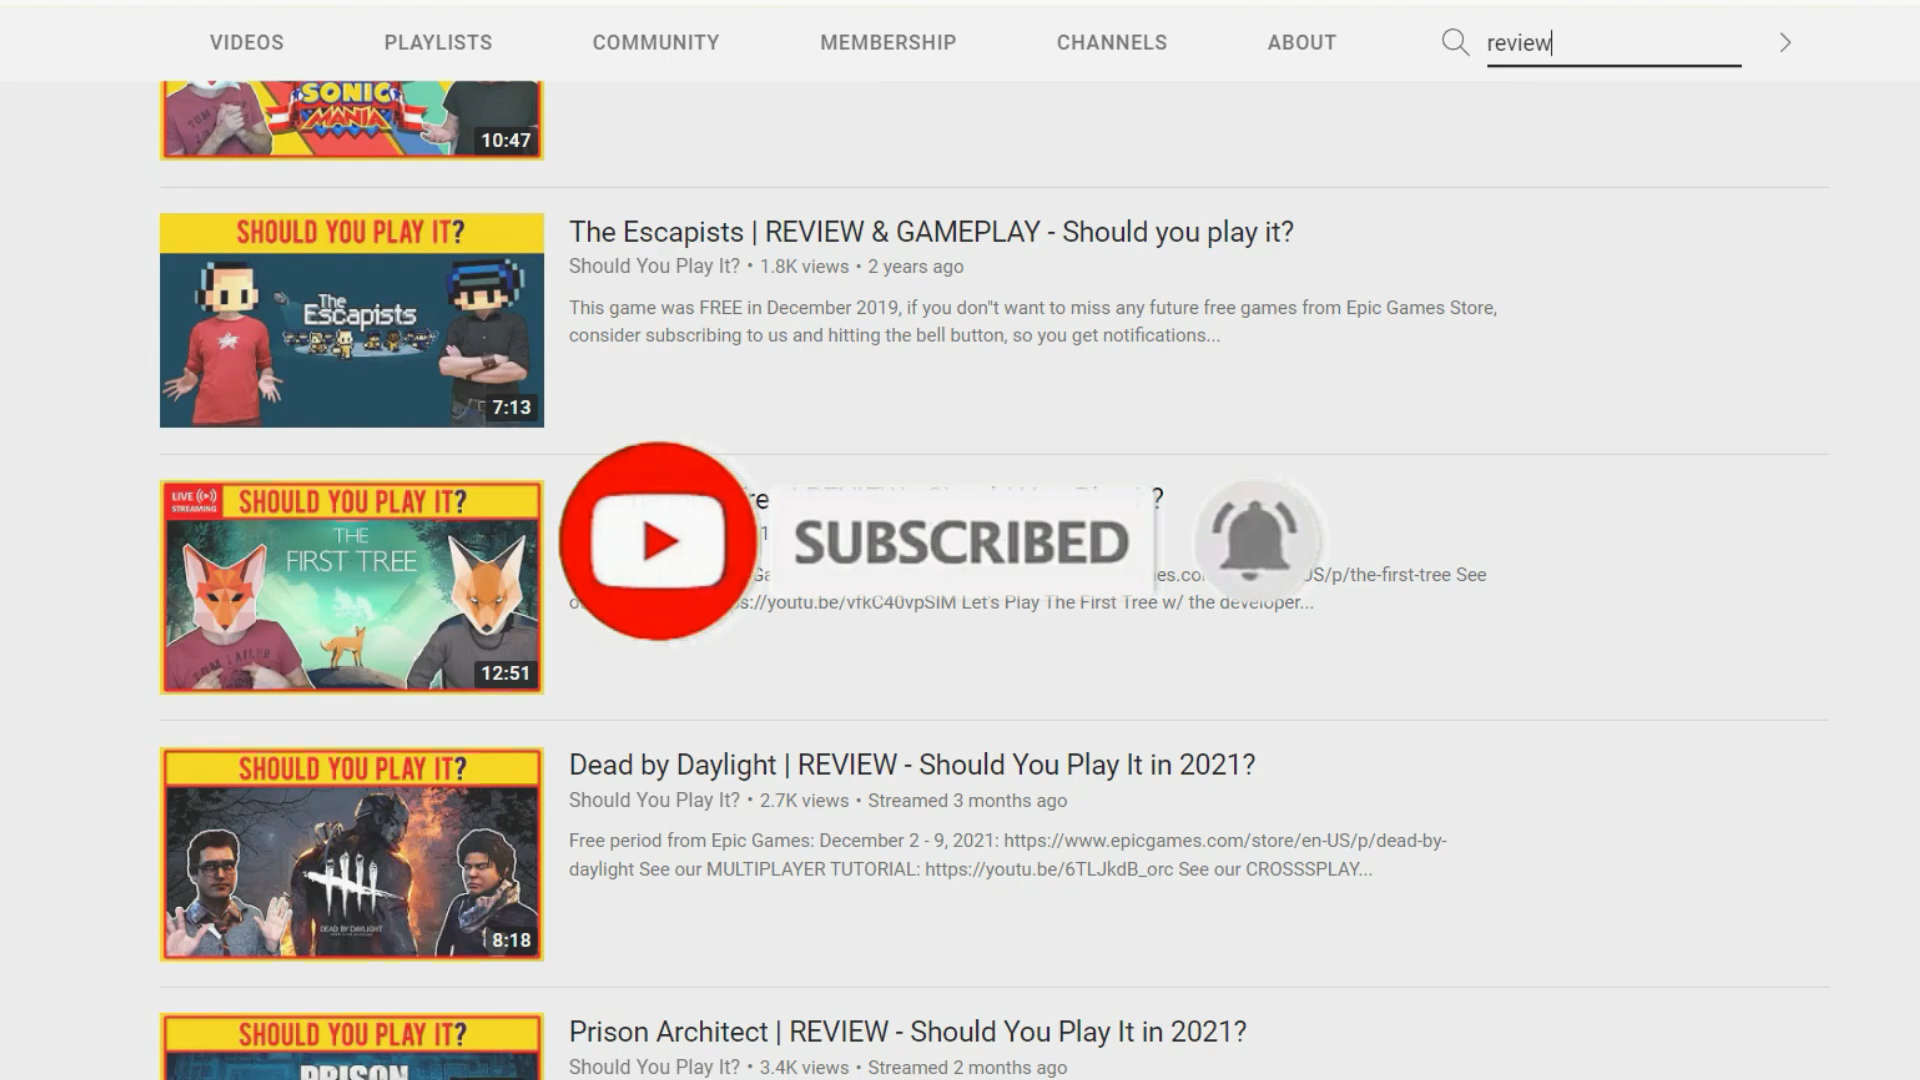 VIDEOS PLAYLISTS COMMUNITY MEMBERSHIP CHANNELS ABOUT review
SONIC
MANIA
10:47
SHOULD YOU PLAY IT?
The
Escapists
7:13
The Escapists | REVIEW & GAMEPLAY - Should you play it?
Should You Play It? • 1.8K views • 2 years ago
This game was FREE in December 2019, if you don"t want to miss any future free games from Epic Games Store,
consider subscribing to us and hitting the bell button, so you get notifications...
LIVE
STREAMING
SHOULD YOU PLAY IT?
THE
FIRST TREE
TOM TAILOR
12:51
SUBSCRIBED
US/p/the-first-tree See
s://youtu.be/vfkC40vpSIM Let's Play The First Tree w/ the developer...
SHOULD YOU PLAY IT?
DEAD BY DAYLIGHT
8:18
Dead by Daylight | REVIEW - Should You Play It in 2021?
Should You Play It? • 2.7K views • Streamed 3 months ago
Free period from Epic Games: December 2 - 9, 2021: https://www.epicgames.com/store/en-US/p/dead-by-
daylight See our MULTIPLAYER TUTORIAL: https://youtu.be/6TLJkdB_orc See our CROSSSPLAY...
SHOULD YOU PLAY IT?
PRISON
Prison Architect | REVIEW - Should You Play It in 2021?
Should You Play It? • 3.4K views • Streamed 2 months ago